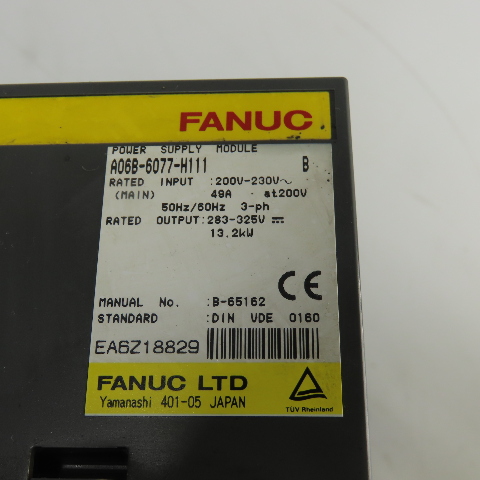 FANUC
POWER SUPPLY MODULE
A06B-6077-H111 B
RATED INPUT :200V-230V~
(MAIN) 49A at200V
50Hz/60Hz 3-ph
RATED OUTPUT:283-325V ⎓
13.2kW
CE
MANUAL No. :B-65162
STANDARD :DIN VDE 0160
EA6Z18829
FANUC LTD
Yamanashi 401-05 JAPAN
TUV Rheinland